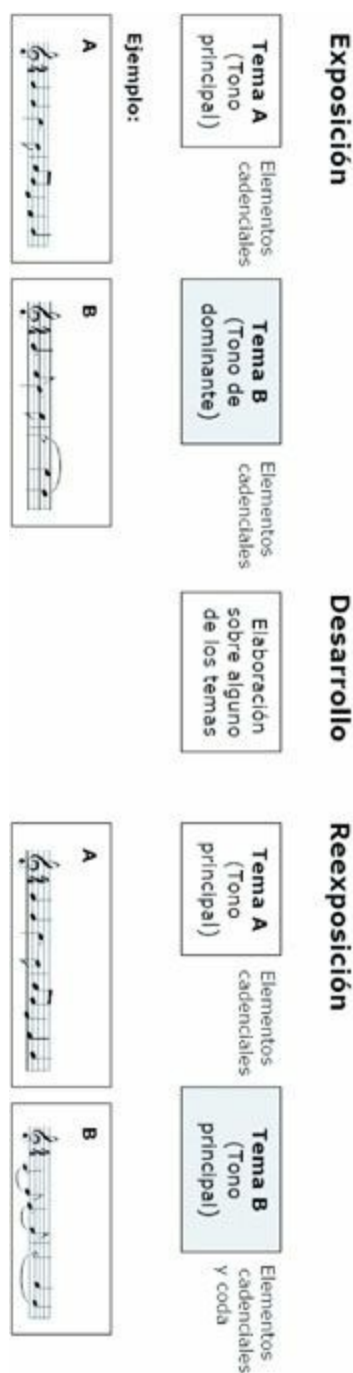 Exposición
Desarrollo
Reexposición
Tema A
(Tono
principal)
Elementos
cadenciales
Tema B
(Tono de
dominante)
Elementos
cadenciales
Elaboración
sobre alguno
de los temas
Tema A
(Tono
principal)
Elementos
cadenciales
Tema B
(Tono
principal)
Elementos
cadenciales
y coda
Ejemplo:
A
B
A
B